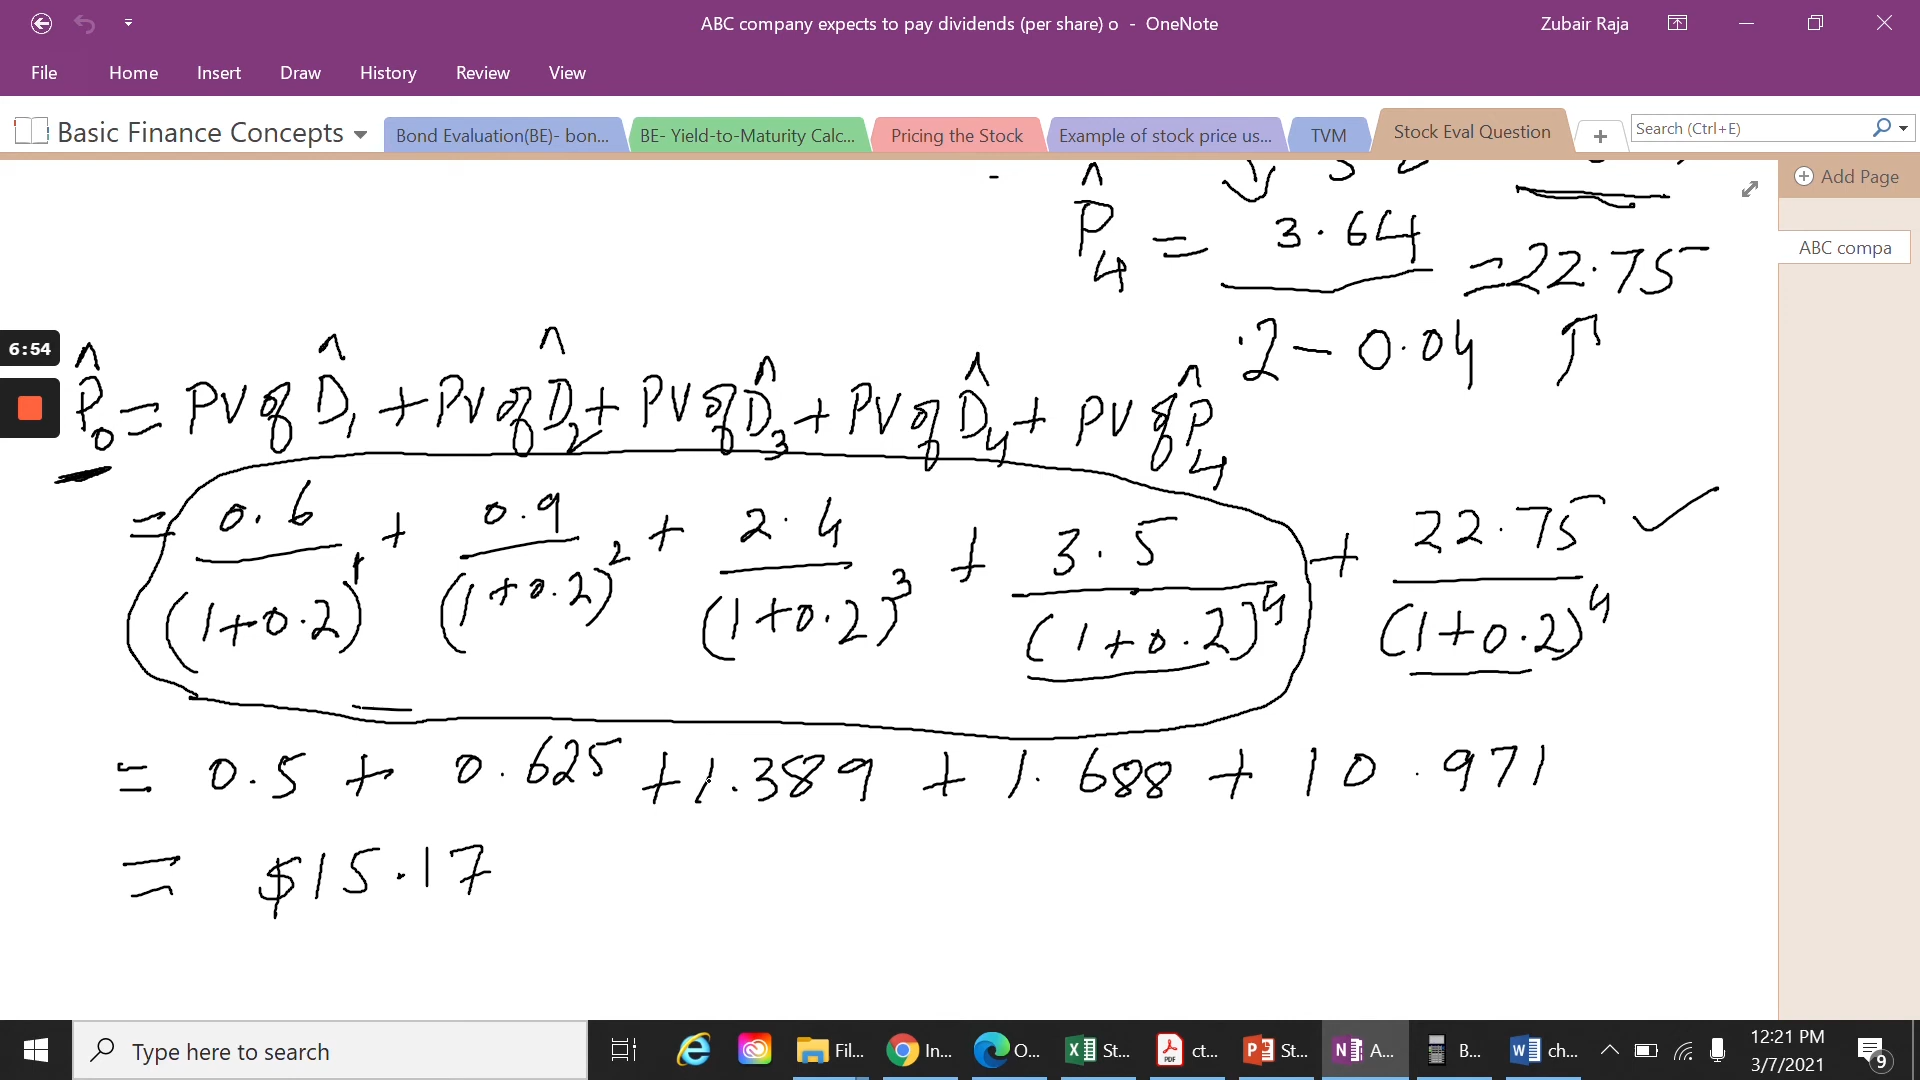 ABC company expects to pay dividends (per share) o - OneNote
Zubair Raja
File Home Insert Draw History Review View
Basic Finance Concepts
Bond Evaluation(BE)- bon...
BE- Yield-to-Maturity Calc...
Pricing the Stock
Example of stock price us...
TVM
Stock Eval Question
+
Search (Ctrl+E)
Add Page
ABC compa
P̂4 = 3.64 / .2 - 0.04 = 22.75
6:54
P̂0 = PV of D̂1 + PV of D̂2 + PV of D̂3 + PV of D̂4 + PV of P̂4
= 0.6/(1+0.2)^1 + 0.9/(1+0.2)^2 + 2.4/(1+0.2)^3 + 3.5/(1+0.2)^4 + 22.75/(1+0.2)^4 ✓
= 0.5 + 0.625 + 1.389 + 1.688 + 10.971
= $15.17
Type here to search
Fil...
In...
O...
St...
ct...
St...
A...
B...
ch...
12:21 PM
3/7/2021
9